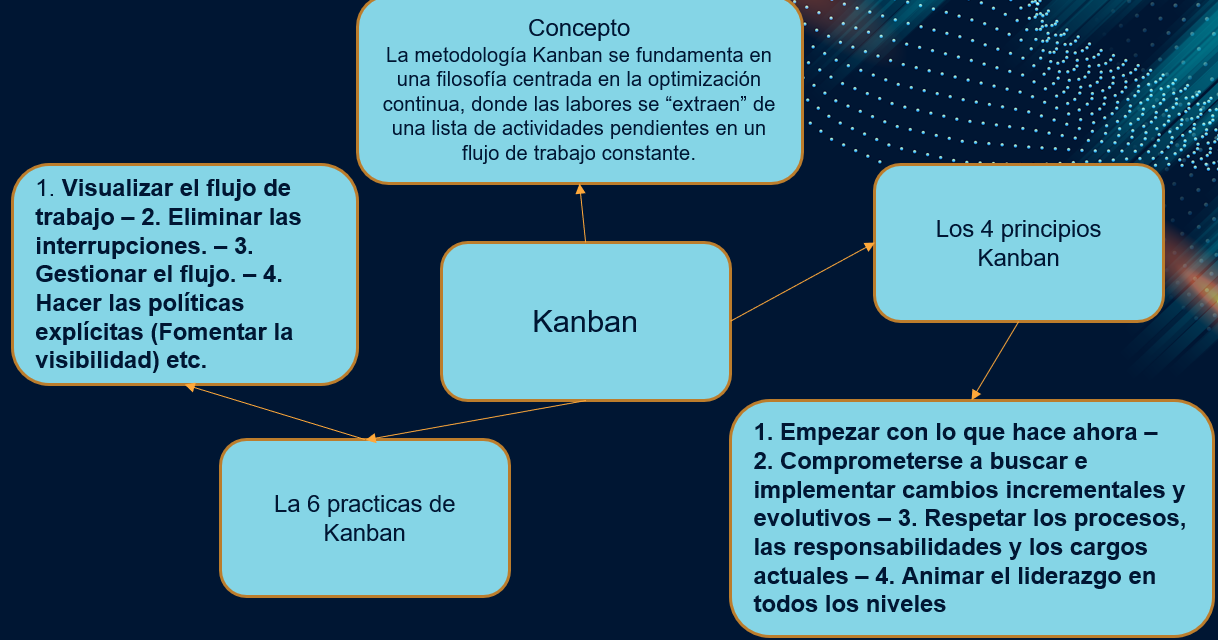 Concepto
La metodología Kanban se fundamenta en
una filosofía centrada en la optimización
continua, donde las labores se “extraen” de
una lista de actividades pendientes en un
flujo de trabajo constante.
1. Visualizar el flujo de
trabajo – 2. Eliminar las
interrupciones. – 3.
Gestionar el flujo. – 4.
Hacer las políticas
explícitas (Fomentar la
visibilidad) etc.
Kanban
Los 4 principios
Kanban
La 6 practicas de
Kanban
1. Empezar con lo que hace ahora –
2. Comprometerse a buscar e
implementar cambios incrementales y
evolutivos – 3. Respetar los procesos,
las responsabilidades y los cargos
actuales – 4. Animar el liderazgo en
todos los niveles